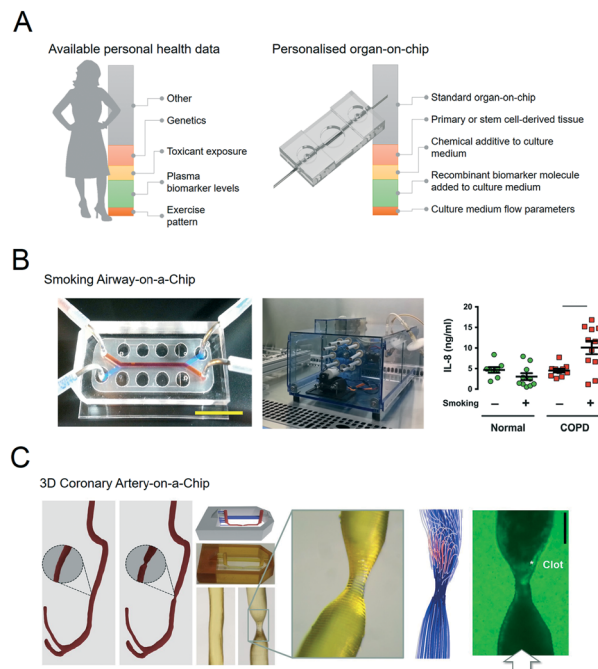 A
Available personal health data
Other
Genetics
Toxicant exposure
Plasma
biomarker levels
Exercise
pattern
Personalised organ-on-chip
Standard organ-on-chip
Primary or stem cell-derived tissue
Chemical additive to culture
medium
Recombinant biomarker molecule
added to culture medium
Culture medium flow parameters
B
Smoking Airway-on-a-Chip
IL-8 (ng/ml)
20
15
10
5
0
Smoking – + – +
Normal COPD
C
3D Coronary Artery-on-a-Chip
* Clot